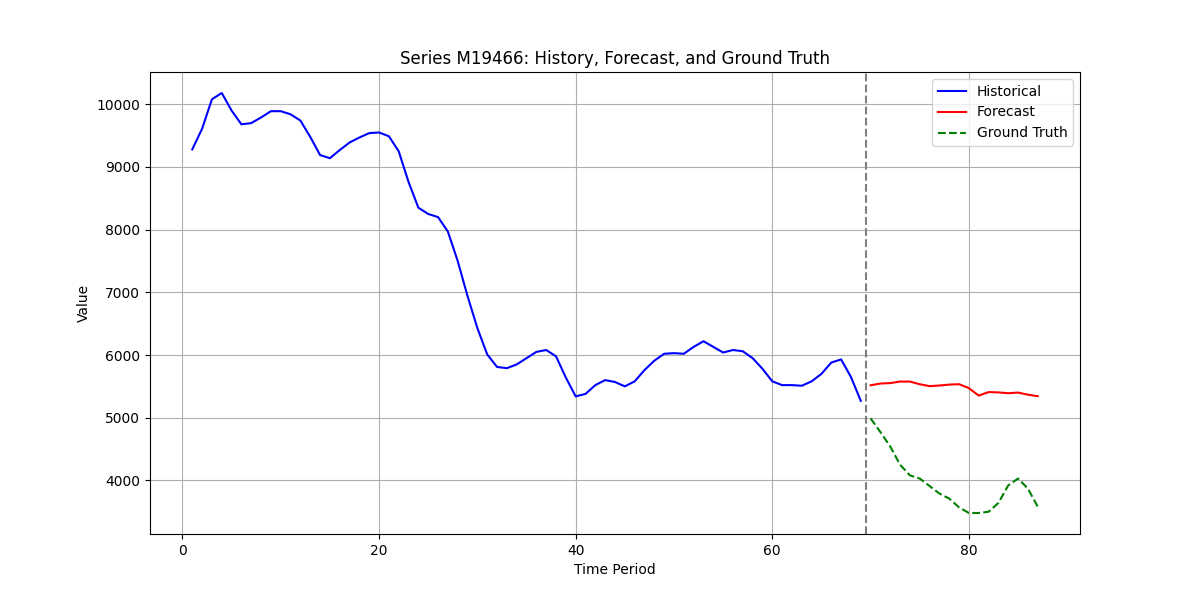 Series M19466: History, Forecast, and Ground Truth
Historical
Forecast
Ground Truth
10000
9000
8000
7000
6000
5000
4000
Value
0
20
40
60
80
Time Period